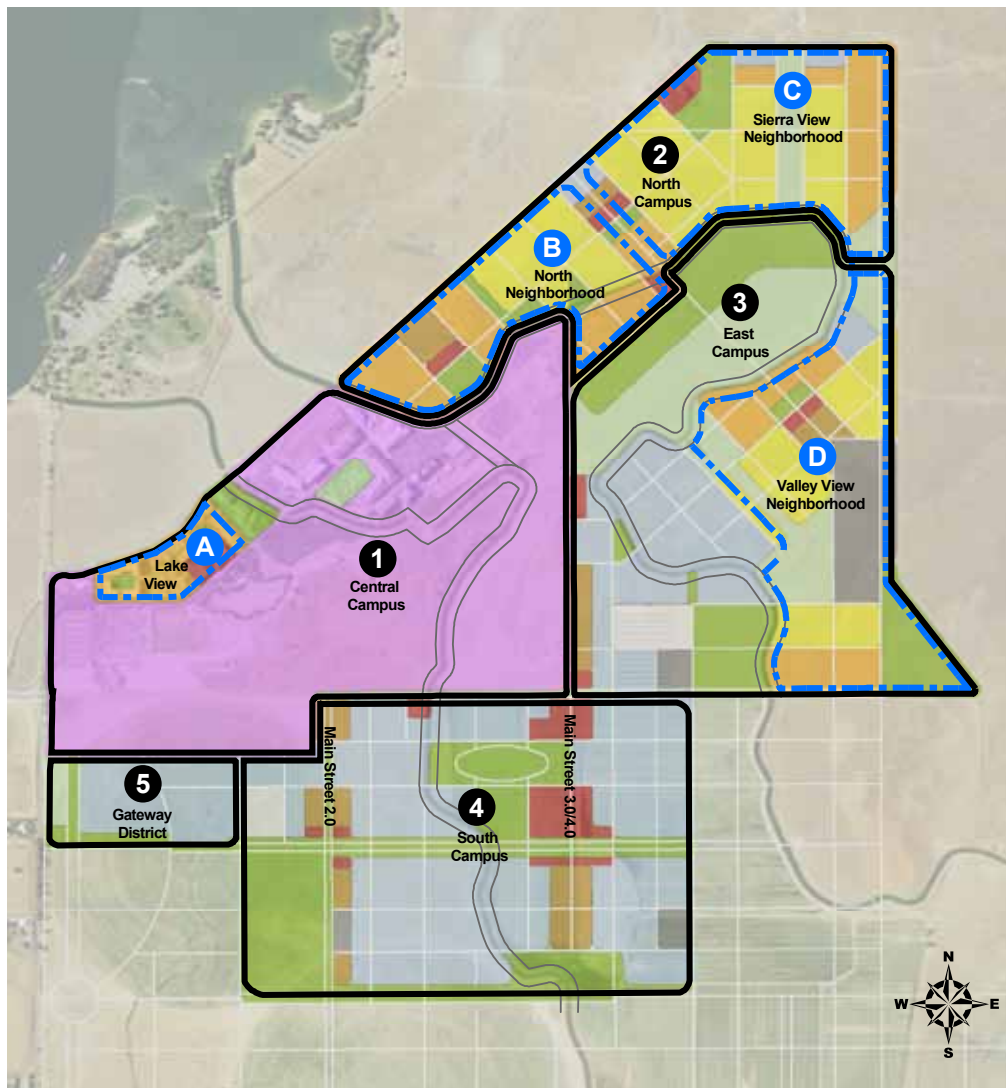 C
Sierra View
Neighborhood
2
North
Campus
B
North
Neighborhood
3
East
Campus
D
Valley View
Neighborhood
A
Lake
View
1
Central
Campus
Main Street 2.0
Main Street 3.0/4.0
5
Gateway
District
4
South
Campus
N
W
E
S